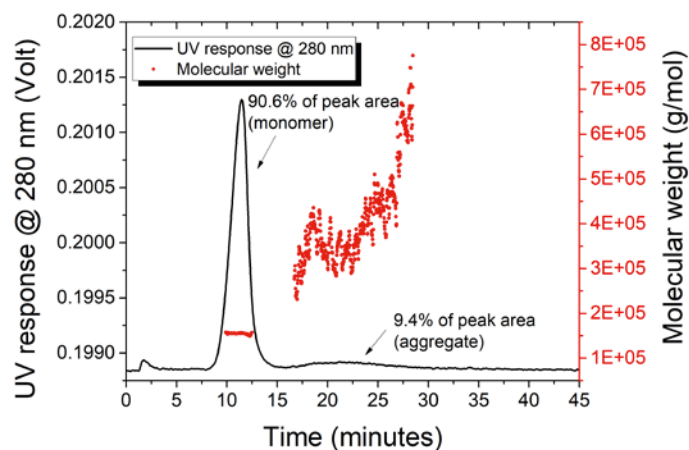 UV response @ 280 nm (Volt)
0.2020
0.2015
0.2010
0.2005
0.2000
0.1995
0.1990
UV response @ 280 nm
Molecular weight
90.6% of peak area
(monomer)
9.4% of peak area
(aggregate)
8E+05
7E+05
6E+05
5E+05
4E+05
3E+05
2E+05
1E+05
Molecular weight (g/mol)
0 5 10 15 20 25 30 35 40 45
Time (minutes)